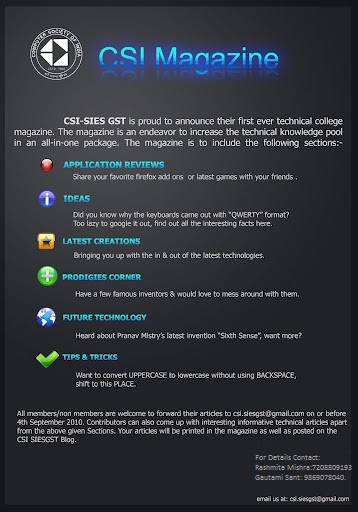 COMPUTER SOCIETY OF INDIA
CSI Magazine
CSI-SIES GST is proud to announce their first ever technical college
magazine. The magazine is an endeavor to increase the technical knowledge pool
in an all-in-one package. The magazine is to include the following sections:-
APPLICATION REVIEWS
Share your favorite firefox add ons or latest games with your friends .
IDEAS
Did you know why the keyboards came out with "QWERTY" format?
Too lazy to google it out, find out all the interesting facts here.
LATEST CREATIONS
Bringing you up with the in & out of the latest technologies.
PRODIGIES CORNER
Have a few famous inventors & would love to mess around with them.
FUTURE TECHNOLOGY
Heard about Pranav Mistry's latest invention "Sixth Sense", want more?
TIPS & TRICKS
Want to convert UPPERCASE to lowercase without using BACKSPACE,
shift to this PLACE.
All members/non members are welcome to forward their articles to csi.siesgst@gmail.com on or before
4th September 2010. Contributors can also come up with interesting informative technical articles apart
from the above given Sections. Your articles will be printed in the magazine as well as posted on the
CSI SIESGST Blog.
For Details Contact:
Rashmita Mishra:7208809193
Gautami Sant: 9869078040.
email us at: csi.siesgst@gmail.com